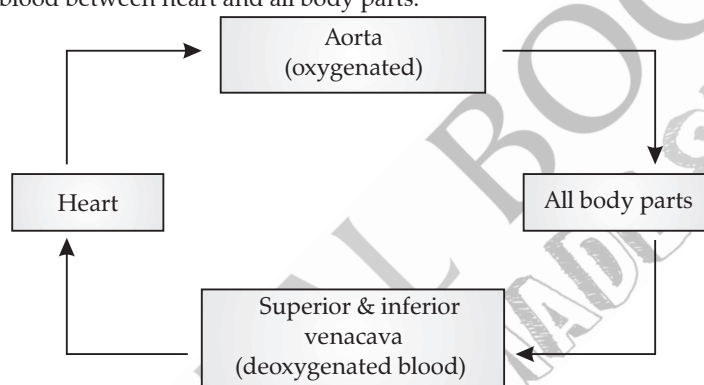 blood between heart and all body parts.
Aorta
(oxygenated)
Heart
All body parts
Superior & inferior
venacava
(deoxygenated blood)